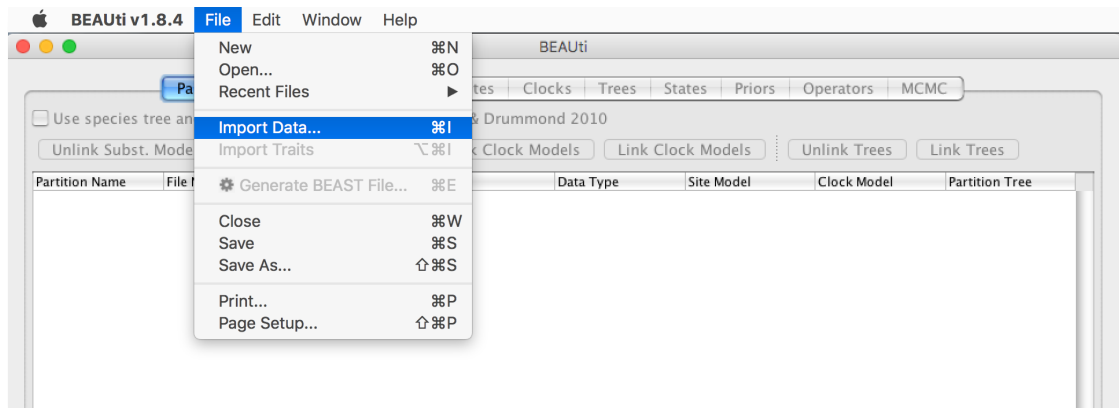 BEAUti v1.8.4 File Edit Window Help
BEAUti
New ⌘N
Open... ⌘O
Recent Files ▶
Import Data... ⌘I
Import Traits ⌥⌘I
Generate BEAST File... ⌘E
Close ⌘W
Save ⌘S
Save As... ⇧⌘S
Print... ⌘P
Page Setup... ⇧⌘P
Pa tes Clocks Trees States Priors Operators MCMC
Use species tree an & Drummond 2010
Unlink Subst. Mode k Clock Models Link Clock Models Unlink Trees Link Trees
Partition Name File Data Type Site Model Clock Model Partition Tree